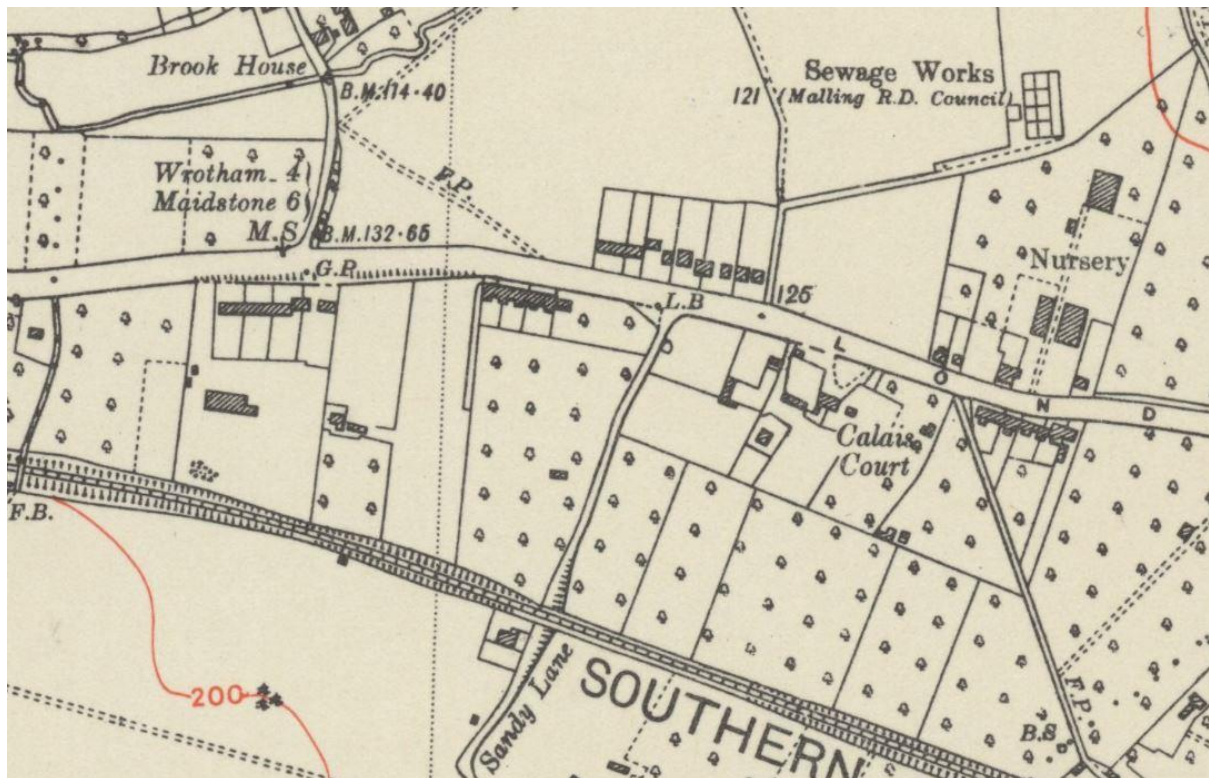 Brook House
B.M.114·40
Sewage Works
121 (Malling R.D. Council)
Wrotham 4
Maidstone 6
M.S.
F.P.
B.M.132·65
G.P.
Nursery
L.B
125
L
O
N
D
Calais
Court
F.B.
200
Sandy Lane
SOUTHERN
F.P.
B.S.